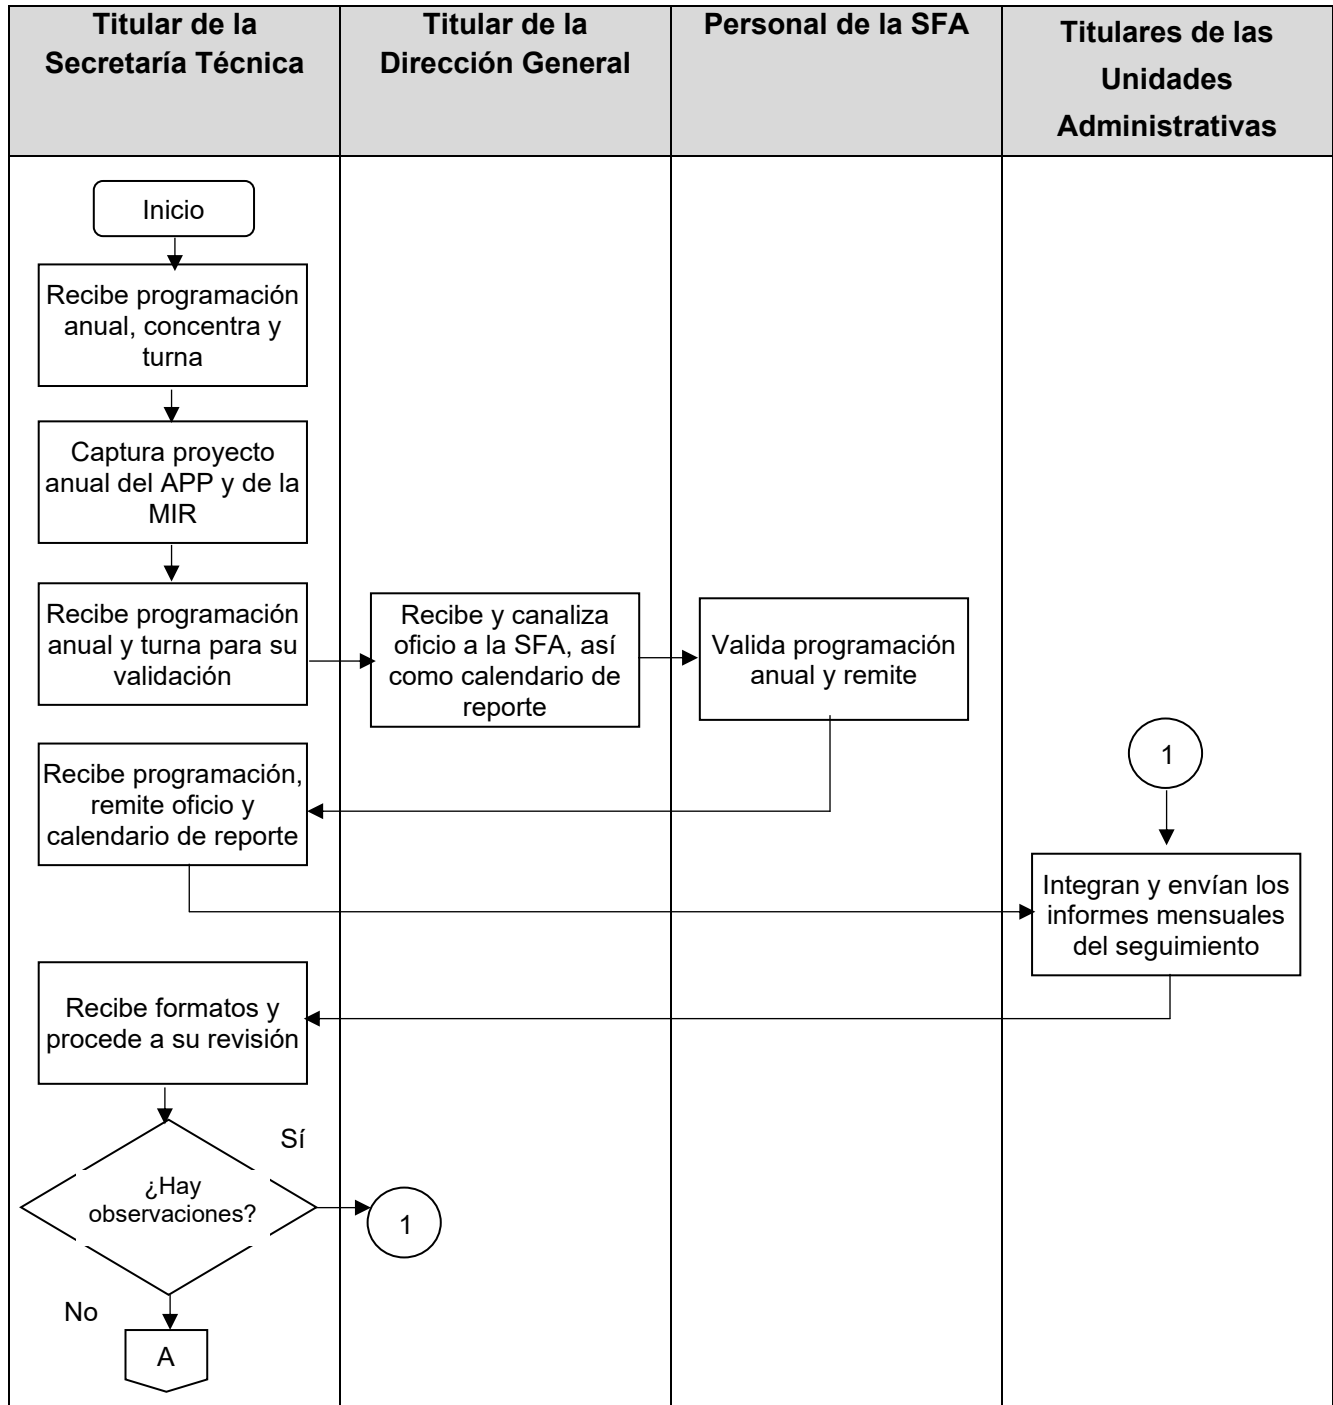 Titular de la
Secretaría Técnica
Titular de la
Dirección General
Personal de la SFA
Titulares de las
Unidades
Administrativas
Inicio
Recibe programación
anual, concentra y
turna
Captura proyecto
anual del APP y de la
MIR
Recibe programación
anual y turna para su
validación
Recibe y canaliza
oficio a la SFA, así
como calendario de
reporte
Valida programación
anual y remite
Recibe programación,
remite oficio y
calendario de reporte
1
Integran y envían los
informes mensuales
del seguimiento
Recibe formatos y
procede a su revisión
Sí
¿Hay
observaciones?
1
No
A